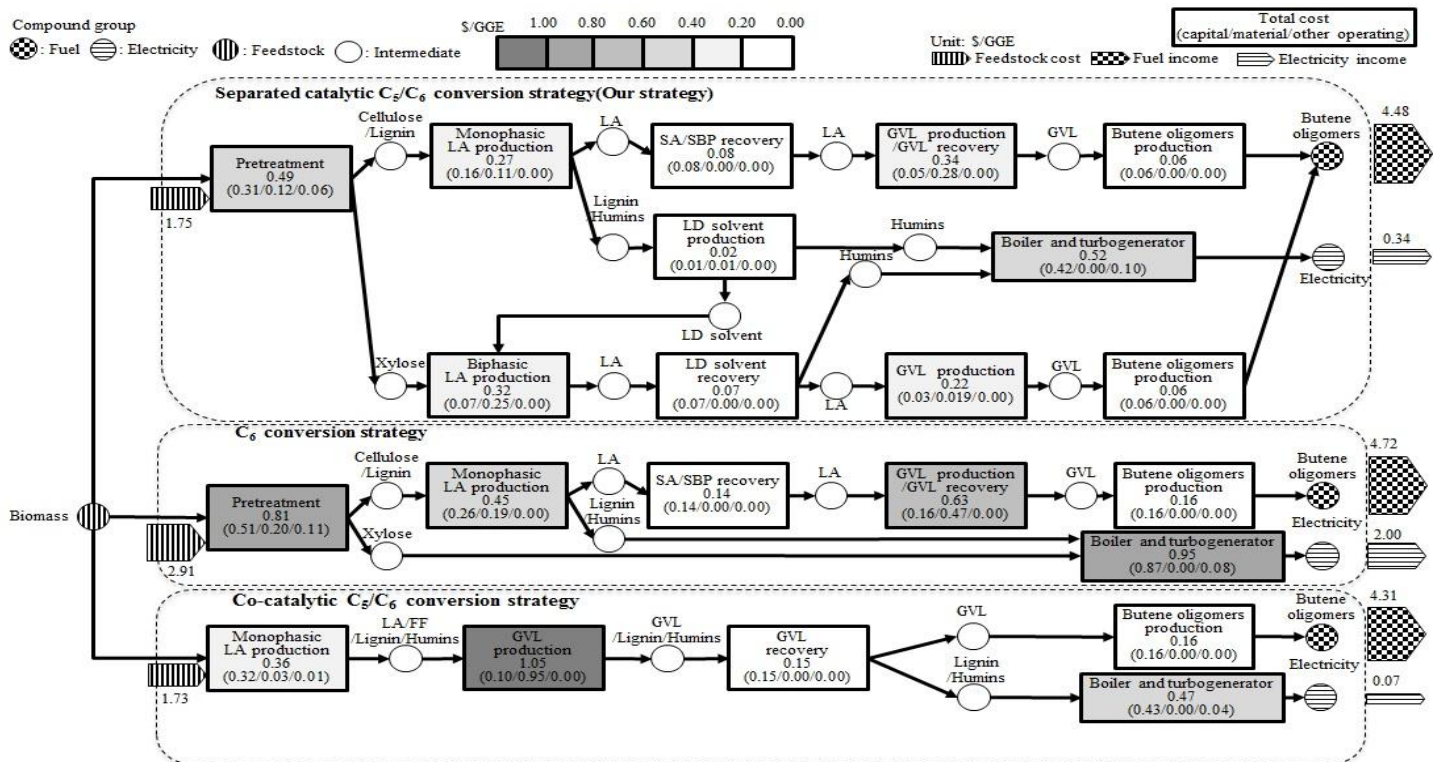 Compound group
: Fuel
: Electricity
: Feedstock
: Intermediate
$/GGE
1.00 0.80 0.60 0.40 0.20 0.00
Total cost
(capital/material/other operating)
Unit: $/GGE
Feedstock cost
Fuel income
Electricity income
Separated catalytic C₅/C₆ conversion strategy(Our strategy)
Cellulose
/Lignin
Monophasic
LA production
0.27
(0.16/0.11/0.00)
LA
SA/SBP recovery
0.08
(0.08/0.00/0.00)
LA
GVL production
/GVL recovery
0.34
(0.05/0.28/0.00)
GVL
Butene oligomers
production
0.06
(0.06/0.00/0.00)
Butene
oligomers
4.48
Pretreatment
0.49
(0.31/0.12/0.06)
1.75
Lignin
/Humins
LD solvent
production
0.02
(0.01/0.01/0.00)
Humins
Humins
Boiler and turbogenerator
0.52
(0.42/0.00/0.10)
Electricity
0.34
LD solvent
Xylose
Biphasic
LA production
0.32
(0.07/0.25/0.00)
LA
LD solvent
recovery
0.07
(0.07/0.00/0.00)
LA
GVL production
0.22
(0.03/0.019/0.00)
GVL
Butene oligomers
production
0.06
(0.06/0.00/0.00)
Biomass
C₆ conversion strategy
Cellulose
/Lignin
Pretreatment
0.81
(0.51/0.20/0.11)
2.91
Xylose
Monophasic
LA production
0.45
(0.26/0.19/0.00)
LA
Lignin
/Humins
SA/SBP recovery
0.14
(0.14/0.00/0.00)
LA
GVL production
/GVL recovery
0.63
(0.16/0.47/0.00)
GVL
Butene oligomers
production
0.16
(0.16/0.00/0.00)
Butene
oligomers
4.72
Boiler and turbogenerator
0.95
(0.87/0.00/0.08)
Electricity
2.00
Co-catalytic C₅/C₆ conversion strategy
Monophasic
LA production
0.36
(0.32/0.03/0.01)
1.73
LA/FF
/Lignin/Humins
GVL
production
1.05
(0.10/0.95/0.00)
GVL
/Lignin/Humins
GVL
recovery
0.15
(0.15/0.00/0.00)
GVL
Lignin
/Humins
Butene oligomers
production
0.16
(0.16/0.00/0.00)
Butene
oligomers
4.31
Boiler and turbogenerator
0.47
(0.43/0.00/0.04)
Electricity
0.07